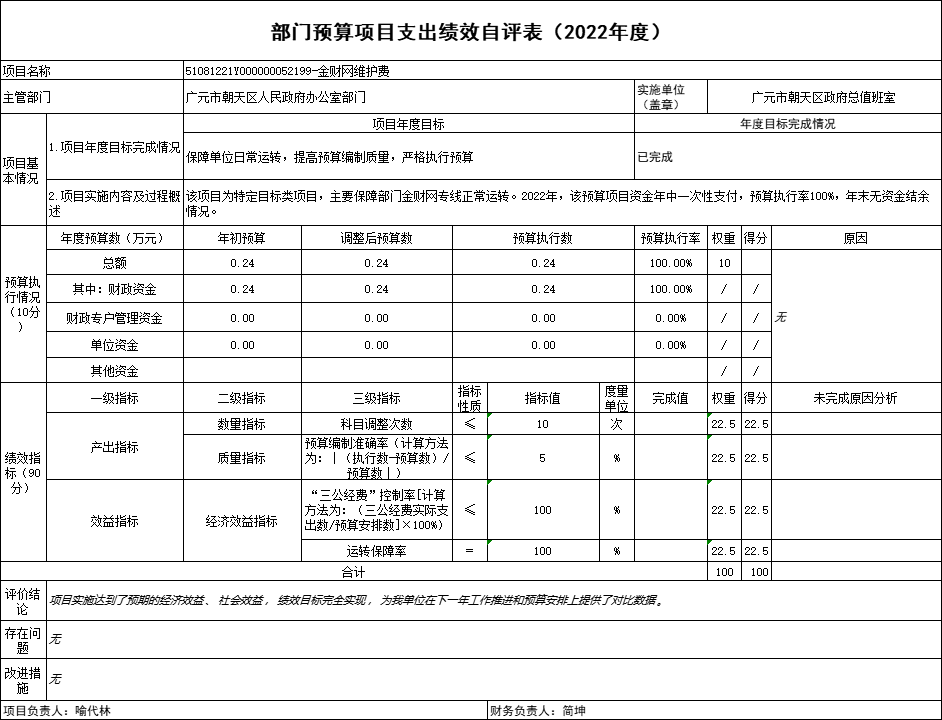 部门预算项目支出绩效自评表（2022年度）
项目名称 51081221Y000000052199-金财网维护费
主管部门 广元市朝天区人民政府办公室部门 实施单位（盖章） 广元市朝天区政府总值班室
项目基本情况 1.项目年度目标完成情况 项目年度目标 年度目标完成情况
保障单位日常运转，提高预算编制质量，严格执行预算 已完成
2.项目实施内容及过程概述 该项目为特定目标类项目，主要保障部门金财网专线正常运转。2022年，该预算项目资金年中一次性支付，预算执行率100%，年末无资金结余情况。
预算执行情况（10分） 年度预算数（万元） 年初预算 调整后预算数 预算执行数 预算执行率 权重 得分 原因
总额 0.24 0.24 0.24 100.00% 10 无
其中：财政资金 0.24 0.24 0.24 100.00% / /
财政专户管理资金 0.00 0.00 0.00 0.00% / /
单位资金 0.00 0.00 0.00 0.00% / /
其他资金 / /
绩效指标（90分） 一级指标 二级指标 三级指标 指标性质 指标值 度量单位 完成值 权重 得分 未完成原因分析
产出指标 数量指标 科目调整次数 ≤ 10 次 22.5 22.5
质量指标 预算编制准确率（计算方法为：｜（执行数-预算数）/预算数｜） ≤ 5 % 22.5 22.5
效益指标 经济效益指标 “三公经费”控制率[计算方法为：（三公经费实际支出数/预算安排数]×100%） ≤ 100 % 22.5 22.5
运转保障率 = 100 % 22.5 22.5
合计 100 100
评价结论 项目实施达到了预期的经济效益、社会效益，绩效目标完全实现，为我单位在下一年工作推进和预算安排上提供了对比数据。
存在问题 无
改进措施 无
项目负责人：喻代林 财务负责人：简坤